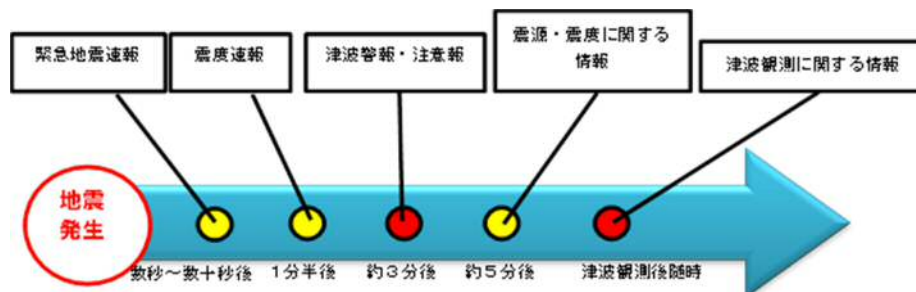 緊急地震速報
震度速報
津波警報・注意報
震源・震度に関する
情報
津波観測に関する情報
地震
発生
数秒～数十秒後
1分半後
約3分後
約5分後
津波観測後随時